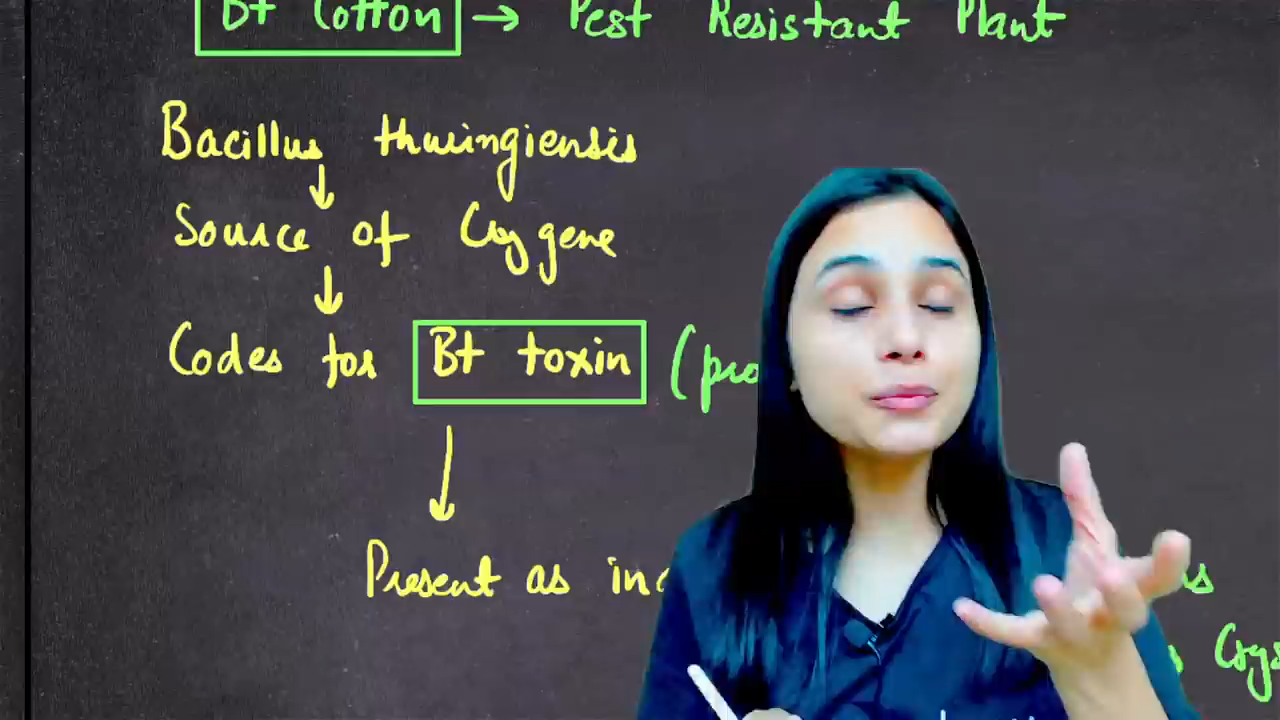 Bt Cotton → Pest Resistant Plant
Bacillus thuringiensis
↓
Source of Cry gene
↓
Codes for Bt toxin (pro
↓
Present as in